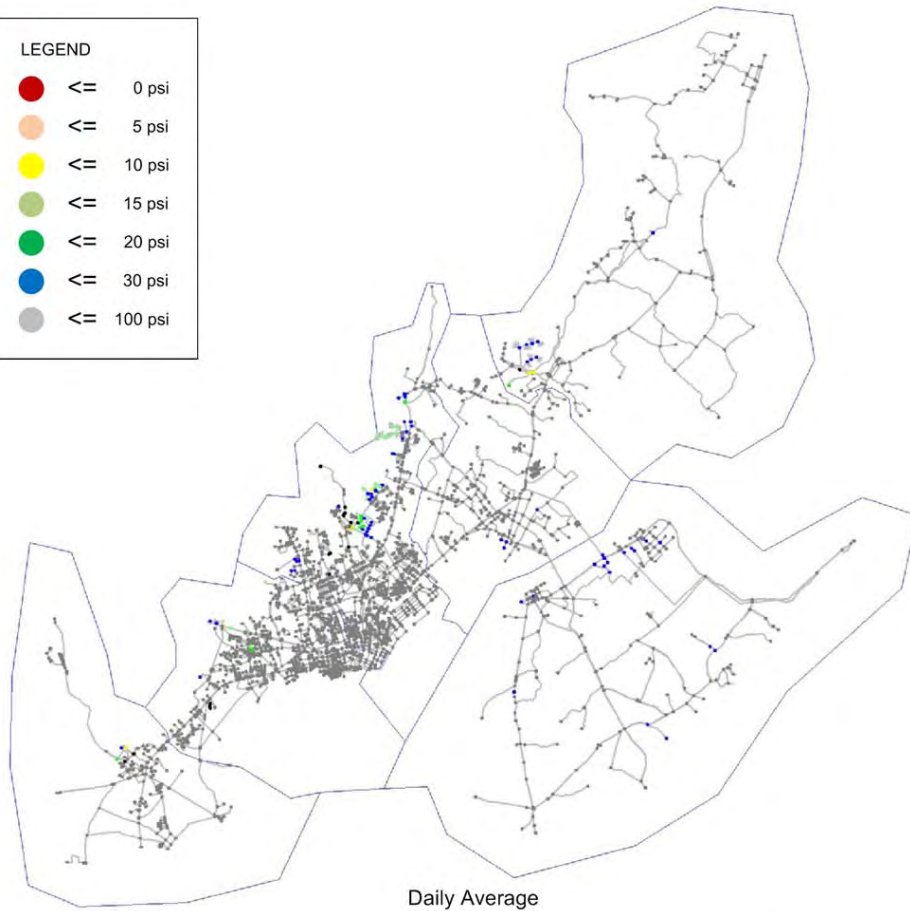 LEGEND
<= 0 psi
<= 5 psi
<= 10 psi
<= 15 psi
<= 20 psi
<= 30 psi
<= 100 psi
Daily Average